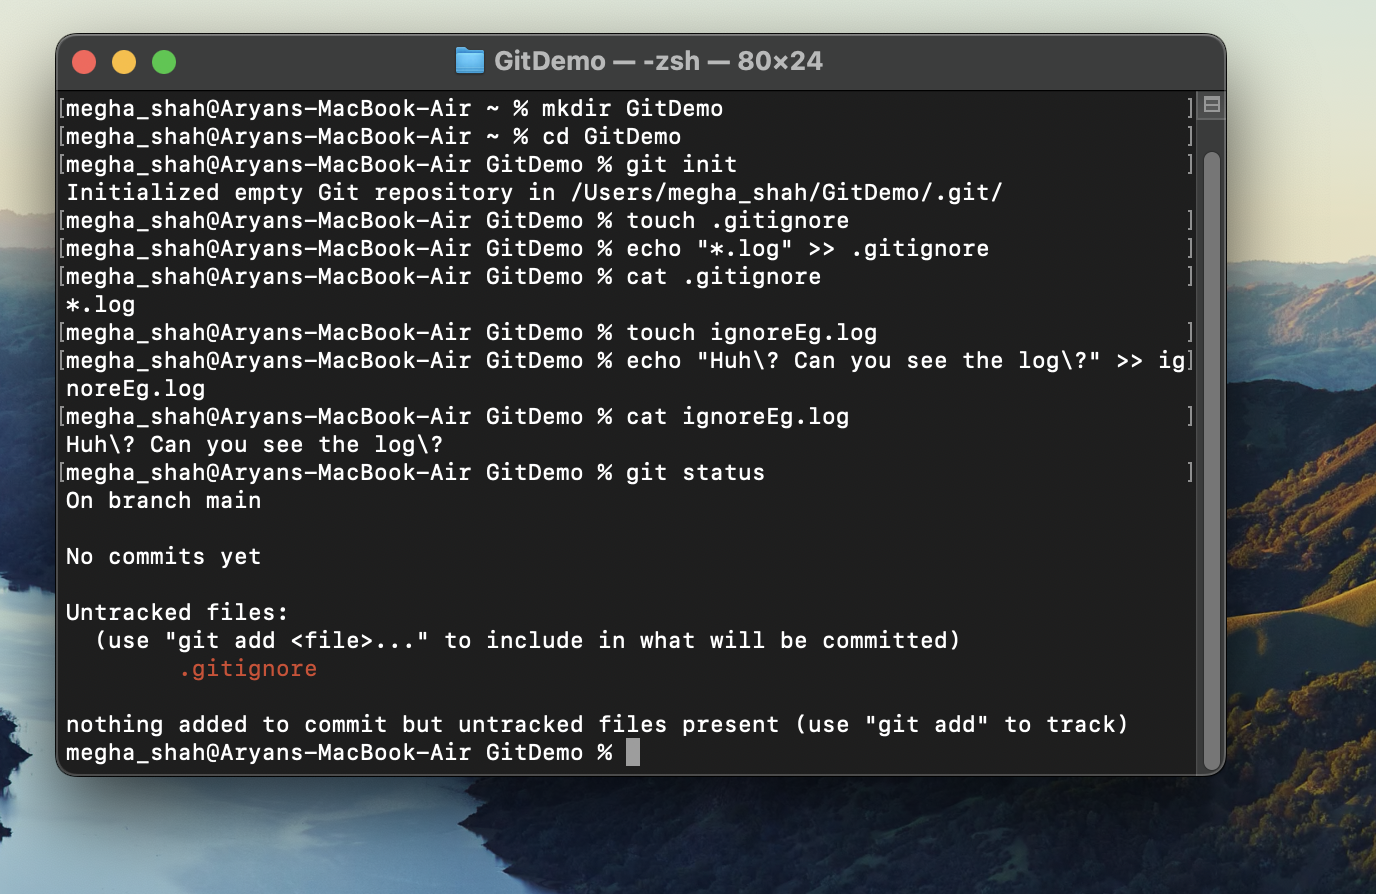 GitDemo — -zsh — 80×24
[megha_shah@Aryans-MacBook-Air ~ % mkdir GitDemo ]
[megha_shah@Aryans-MacBook-Air ~ % cd GitDemo ]
[megha_shah@Aryans-MacBook-Air GitDemo % git init ]
Initialized empty Git repository in /Users/megha_shah/GitDemo/.git/
[megha_shah@Aryans-MacBook-Air GitDemo % touch .gitignore ]
[megha_shah@Aryans-MacBook-Air GitDemo % echo "*.log" >> .gitignore ]
[megha_shah@Aryans-MacBook-Air GitDemo % cat .gitignore ]
*.log
[megha_shah@Aryans-MacBook-Air GitDemo % touch ignoreEg.log ]
[megha_shah@Aryans-MacBook-Air GitDemo % echo "Huh\? Can you see the log\?" >> ig]
noreEg.log
[megha_shah@Aryans-MacBook-Air GitDemo % cat ignoreEg.log ]
Huh\? Can you see the log\?
[megha_shah@Aryans-MacBook-Air GitDemo % git status ]
On branch main
No commits yet
Untracked files:
  (use "git add <file>..." to include in what will be committed)
        .gitignore
nothing added to commit but untracked files present (use "git add" to track)
megha_shah@Aryans-MacBook-Air GitDemo %